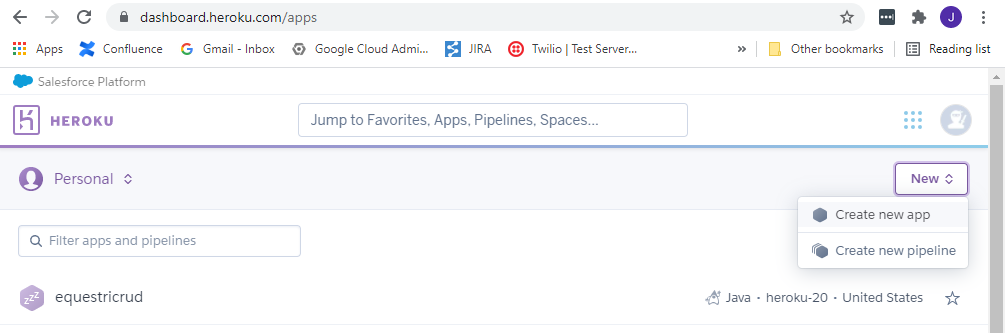 dashboard.heroku.com/apps
J
Apps Confluence Gmail - Inbox Google Cloud Admi... JIRA Twilio | Test Server... » Other bookmarks Reading list
Salesforce Platform
HEROKU Jump to Favorites, Apps, Pipelines, Spaces...
Personal New
Create new app
Filter apps and pipelines Create new pipeline
zzz equestricrud Java · heroku-20 · United States